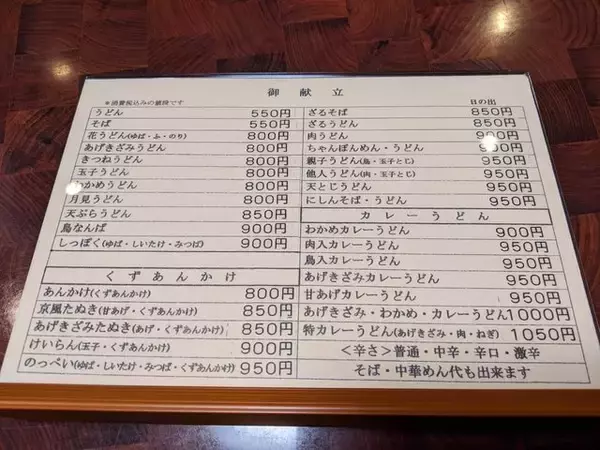 御献立
＊消費税込みの値段です
日の出
うどん 550円
そば 550円
花うどん(ゆば・ふ・のり) 800円
あげきざみうどん 800円
きつねうどん 800円
玉子うどん 800円
わかめうどん 800円
月見うどん 800円
天ぷらうどん 850円
鳥なんば 900円
しっぽく(ゆば・しいたけ・みつば) 900円
くずあんかけ
あんかけ(くずあんかけ) 800円
京風たぬき(甘あげ・くずあんかけ) 850円
あげきざみたぬき(あげ・くずあんかけ) 850円
けいらん(玉子・くずあんかけ) 900円
のっぺい(ゆば・しいたけ・みつば・くずあんかけ) 950円
ざるそば 850円
ざるうどん 850円
肉うどん 900円
ちゃんぽんめん・うどん 950円
親子うどん(鳥・玉子とじ) 950円
他人うどん(肉・玉子とじ) 950円
天とじうどん 950円
にしんそば・うどん 950円
カレーうどん
わかめカレーうどん 900円
肉入カレーうどん 950円
鳥入カレーうどん 950円
あげきざみカレーうどん 950円
甘あげカレーうどん 950円
あげきざみ・わかめ・カレーうどん 1000円
特カレーうどん(あげきざみ・肉・ねぎ) 1050円
＜辛さ＞普通・中辛・辛口・激辛
そば・中華めん代も出来ます